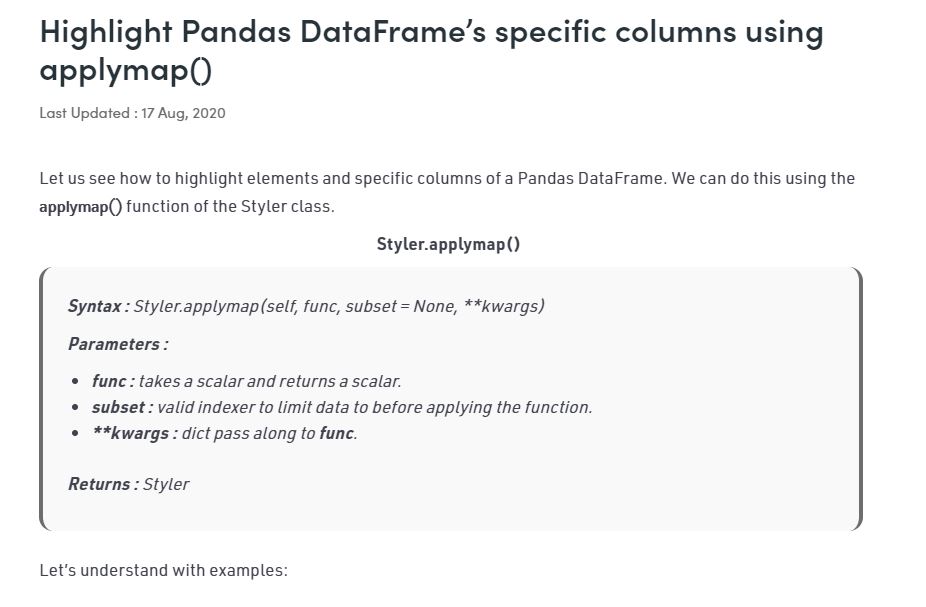 Highlight Pandas DataFrame’s specific columns using
applymap()
Last Updated : 17 Aug, 2020
Let us see how to highlight elements and specific columns of a Pandas DataFrame. We can do this using the
applymap() function of the Styler class.
Styler.applymap()
Syntax : Styler.applymap(self, func, subset = None, **kwargs)
Parameters :
• func : takes a scalar and returns a scalar.
• subset : valid indexer to limit data to before applying the function.
• **kwargs : dict pass along to func.
Returns : Styler
Let’s understand with examples: